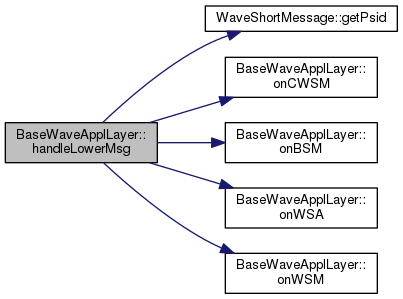 BaseWaveApplLayer::
handleLowerMsg
WaveShortMessage::getPsid
BaseWaveApplLayer::
onCWSM
BaseWaveApplLayer::
onBSM
BaseWaveApplLayer::
onWSA
BaseWaveApplLayer::
onWSM